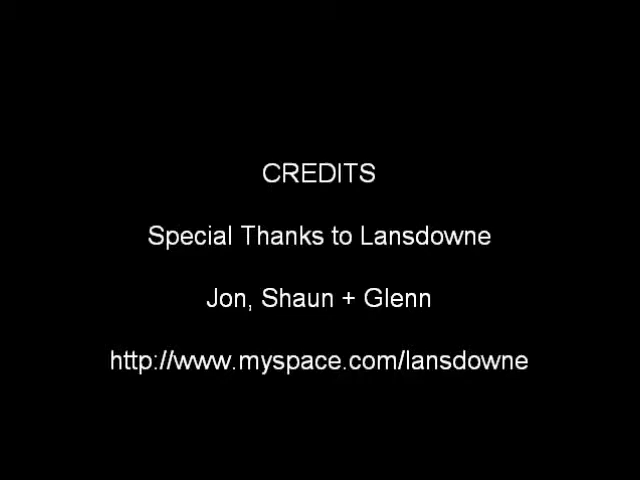 CREDITS
Special Thanks to Lansdowne
Jon, Shaun + Glenn
http://www.myspace.com/lansdowne